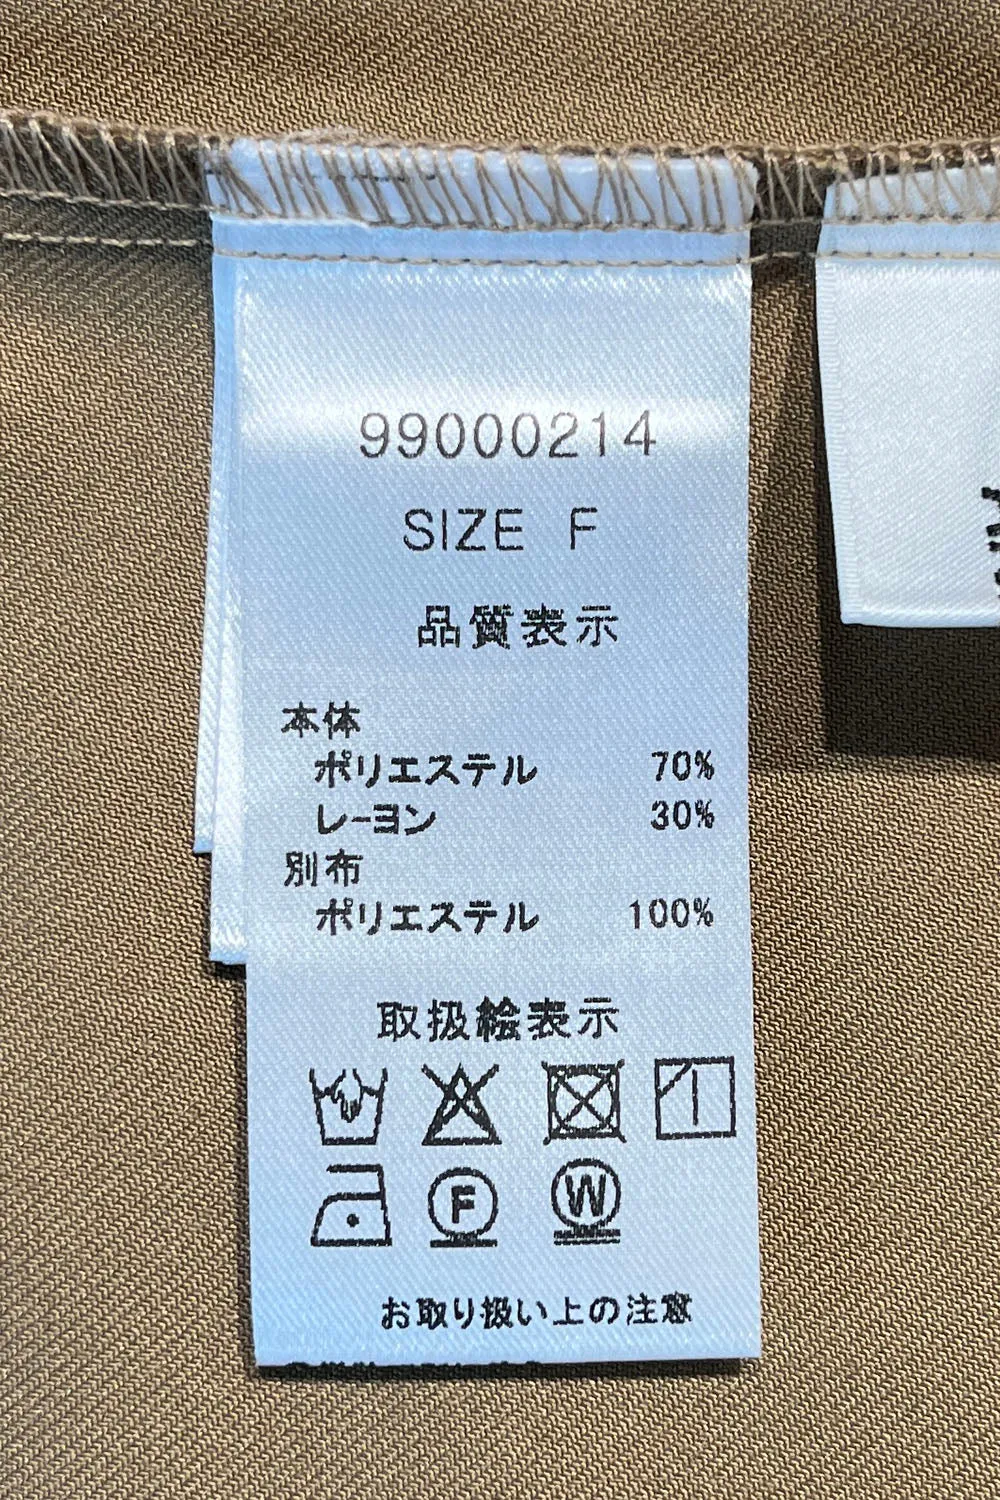 99000214
SIZE F
品質表示
本体
ポリエステル 70%
レーヨン 30%
別布
ポリエステル 100%
取扱絵表示
F W
お取り扱い上の注意